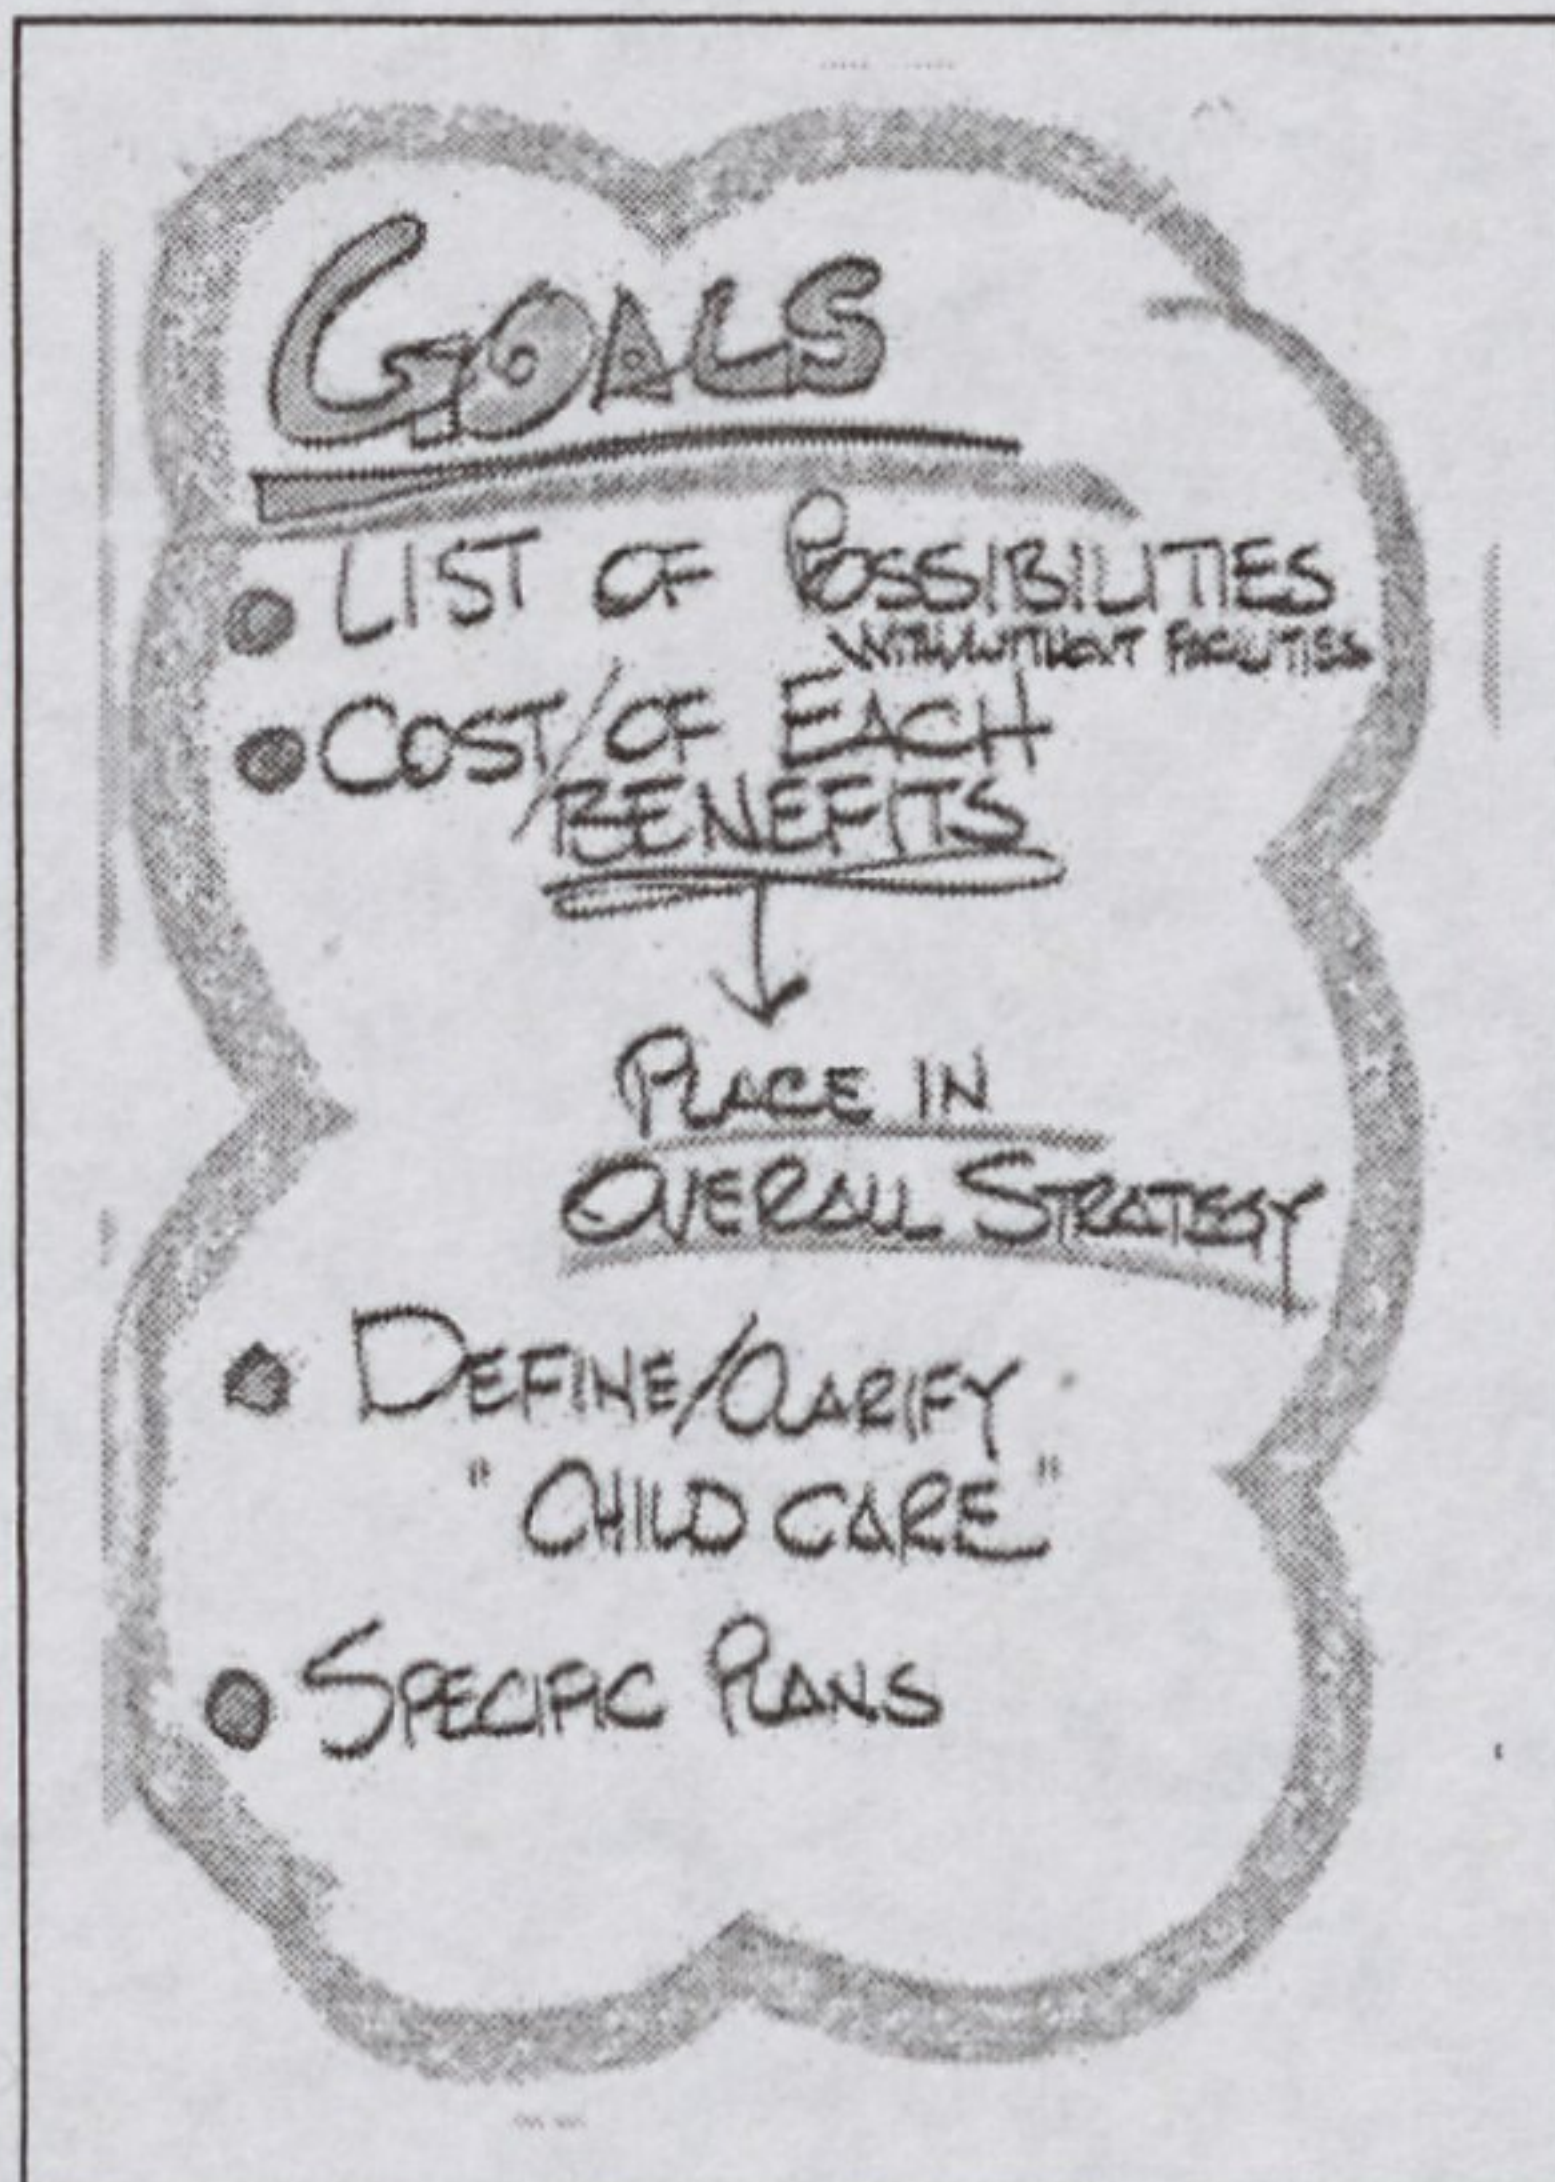 GOALS
• LIST OF POSSIBILITIES
WITH/WITHOUT FACILITIES
• COST/OF EACH
BENEFITS
PLACE IN
OVERALL STRATEGY
• DEFINE/CLARIFY
"CHILD CARE"
• SPECIFIC PLANS